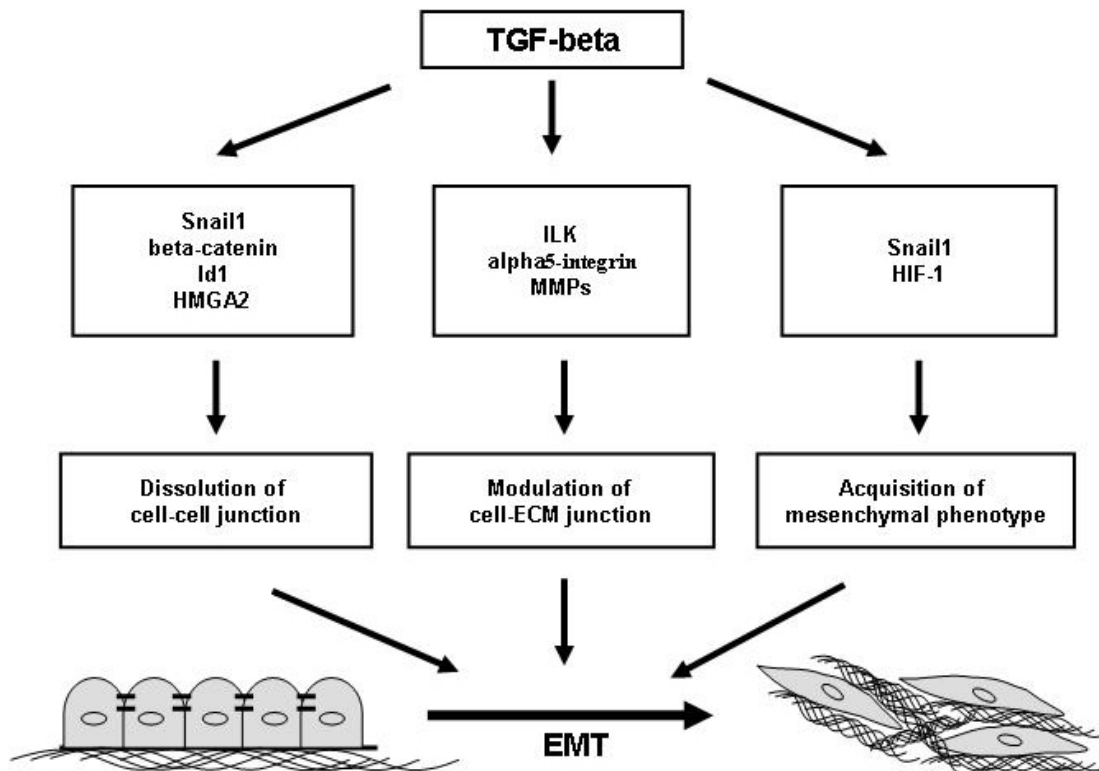 TGF-beta
Snail1
beta-catenin
Id1
HMGA2
ILK
alpha5-integrin
MMPs
Snail1
HIF-1
Dissolution of
cell-cell junction
Modulation of
cell-ECM junction
Acquisition of
mesenchymal phenotype
EMT